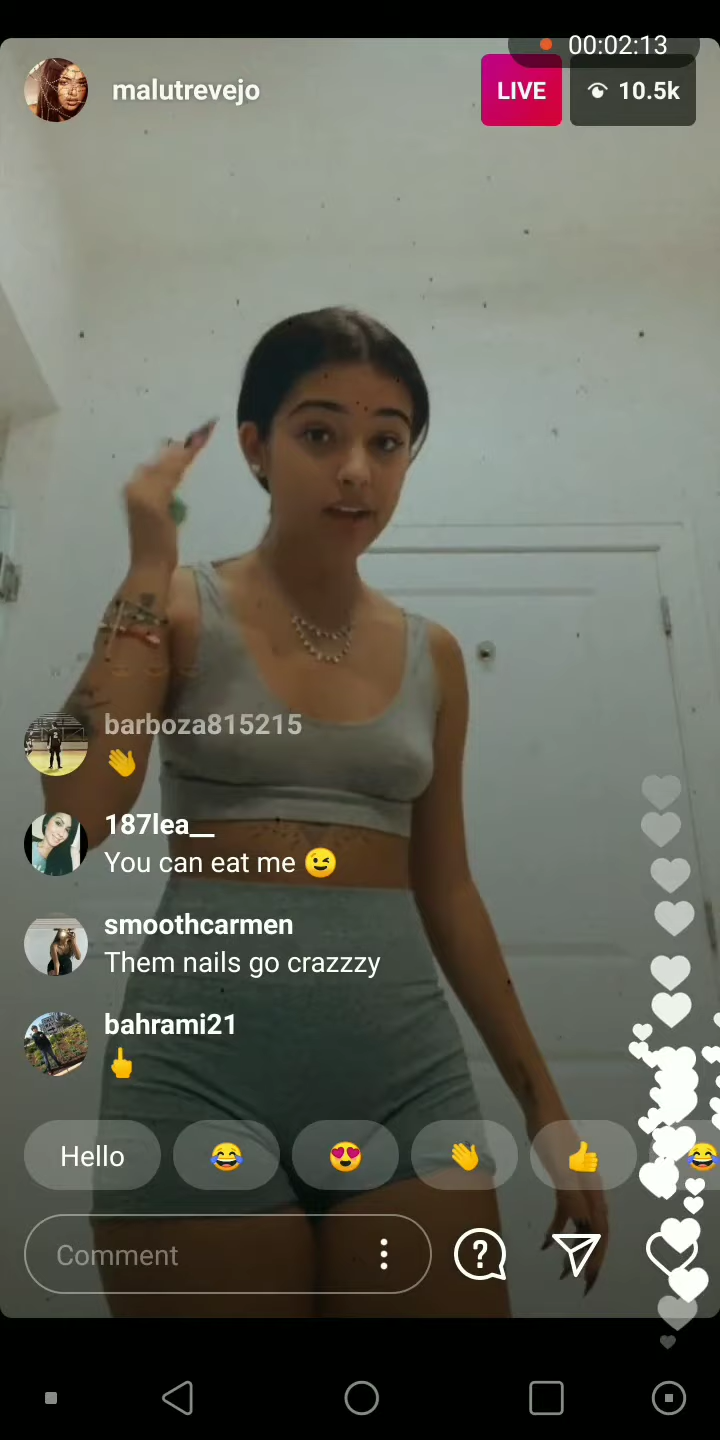 00:02:13
malutrevejo
LIVE
10.5k
barboza815215
👋
187lea__
You can eat me 😉
smoothcarmen
Them nails go crazzzy
bahrami21
🖕
Hello 😂 😍 👋 👍 😂
Comment